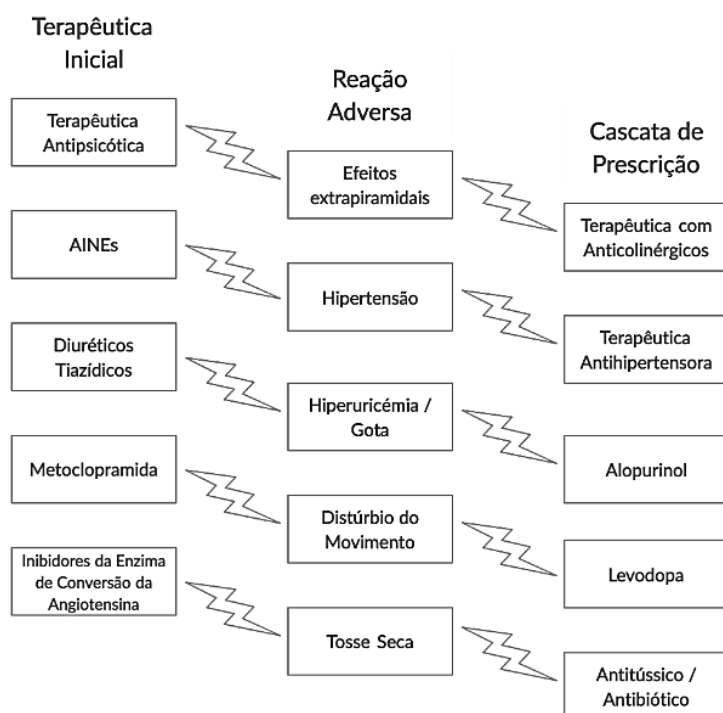 Terapêutica
Inicial
Reação
Adversa
Cascata de
Prescrição
Terapêutica
Antipsicótica
Efeitos
extrapiramidais
Terapêutica com
Anticolinérgicos
AINEs
Hipertensão
Terapêutica
Antihipertensora
Diuréticos
Tiazídicos
Hiperuricémia /
Gota
Alopurinol
Metoclopramida
Distúrbio do
Movimento
Levodopa
Inibidores da Enzima
de Conversão da
Angiotensina
Tosse Seca
Antitússico /
Antibiótico